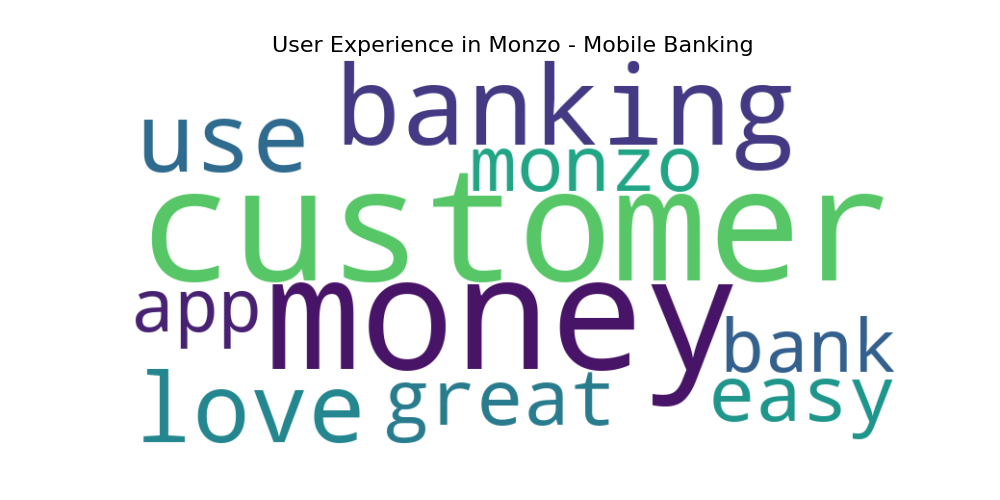 User Experience in Monzo - Mobile Banking
banking
use
monzo
customer
money
app
bank
love
great
easy